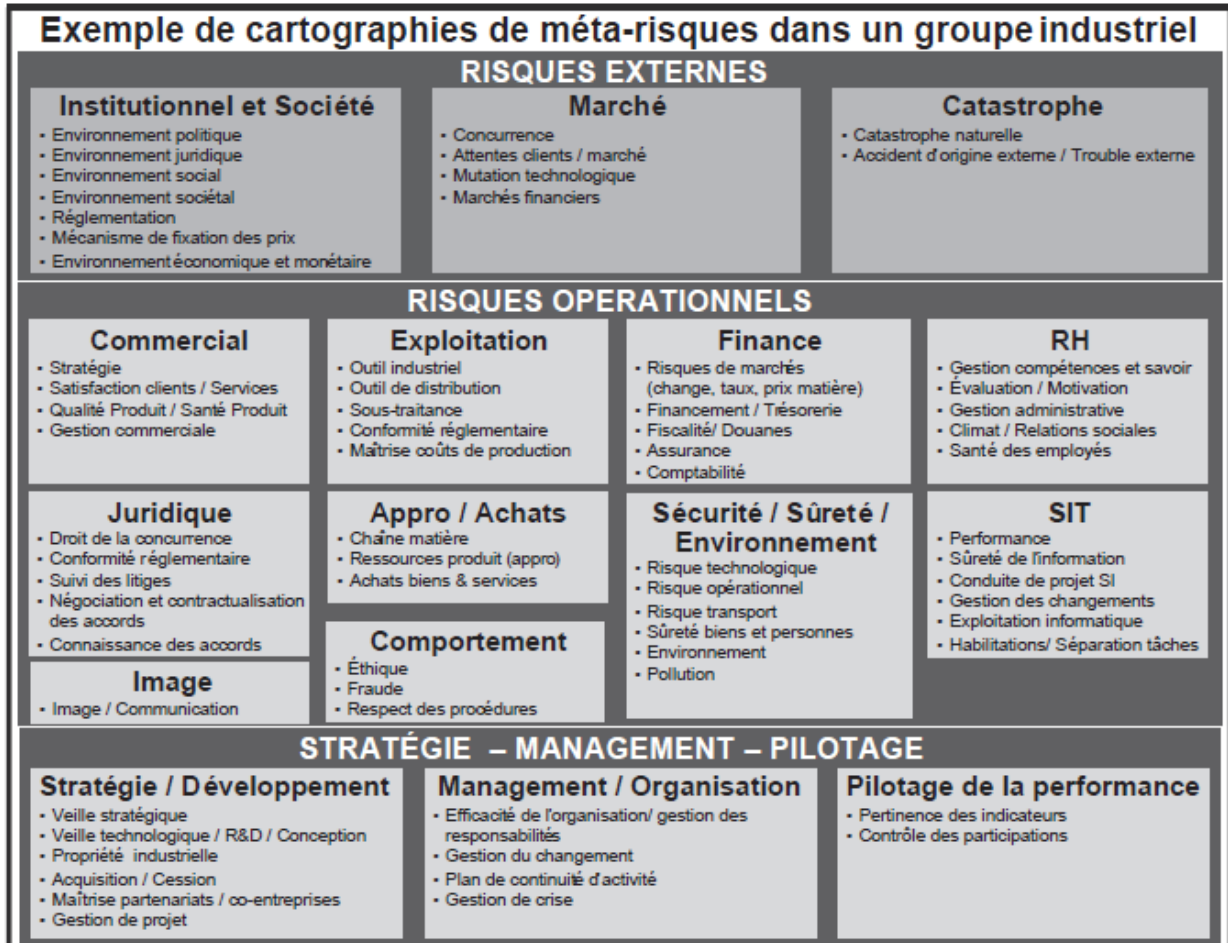 Exemple de cartographies de méta-risques dans un groupe industriel
RISQUES EXTERNES
Institutionnel et Société
▪ Environnement politique
▪ Environnement juridique
▪ Environnement social
▪ Environnement sociétal
▪ Réglementation
▪ Mécanisme de fixation des prix
▪ Environnement économique et monétaire
Marché
▪ Concurrence
▪ Attentes clients / marché
▪ Mutation technologique
▪ Marchés financiers
Catastrophe
▪ Catastrophe naturelle
▪ Accident d'origine externe / Trouble externe
RISQUES OPERATIONNELS
Commercial
▪ Stratégie
▪ Satisfaction clients / Services
▪ Qualité Produit / Santé Produit
▪ Gestion commerciale
Exploitation
▪ Outil industriel
▪ Outil de distribution
▪ Sous-traitance
▪ Conformité réglementaire
▪ Maîtrise coûts de production
Finance
▪ Risques de marchés
(change, taux, prix matière)
▪ Financement / Trésorerie
▪ Fiscalité/ Douanes
▪ Assurance
▪ Comptabilité
RH
▪ Gestion compétences et savoir
▪ Évaluation / Motivation
▪ Gestion administrative
▪ Climat / Relations sociales
▪ Santé des employés
Juridique
▪ Droit de la concurrence
▪ Conformité réglementaire
▪ Suivi des litiges
▪ Négociation et contractualisation
des accords
▪ Connaissance des accords
Appro / Achats
▪ Chaîne matière
▪ Ressources produit (appro)
▪ Achats biens & services
Sécurité / Sûreté /
Environnement
▪ Risque technologique
▪ Risque opérationnel
▪ Risque transport
▪ Sûreté biens et personnes
▪ Environnement
▪ Pollution
SIT
▪ Performance
▪ Sûreté de l'information
▪ Conduite de projet SI
▪ Gestion des changements
▪ Exploitation informatique
▪ Habilitations/ Séparation tâches
Image
▪ Image / Communication
Comportement
▪ Éthique
▪ Fraude
▪ Respect des procédures
STRATÉGIE – MANAGEMENT – PILOTAGE
Stratégie / Développement
▪ Veille stratégique
▪ Veille technologique / R&D / Conception
▪ Propriété industrielle
▪ Acquisition / Cession
▪ Maîtrise partenariats / co-entreprises
▪ Gestion de projet
Management / Organisation
▪ Efficacité de l'organisation/ gestion des
responsabilités
▪ Gestion du changement
▪ Plan de continuité d'activité
▪ Gestion de crise
Pilotage de la performance
▪ Pertinence des indicateurs
▪ Contrôle des participations